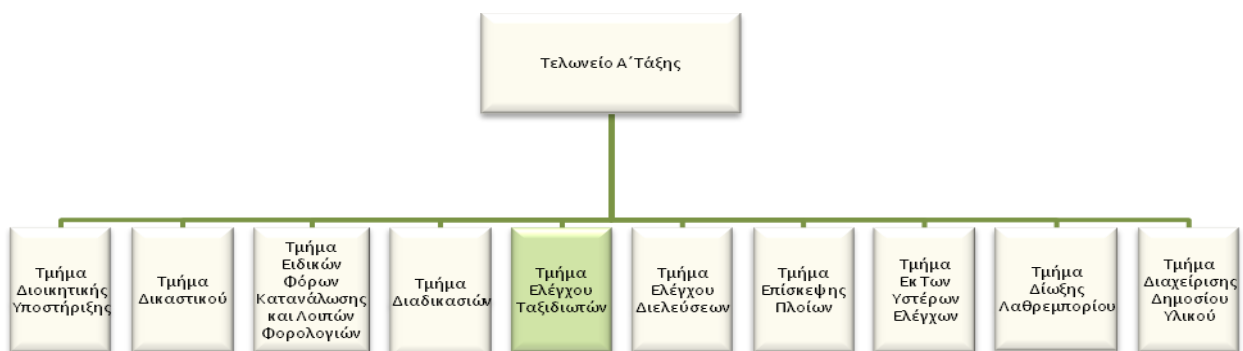 Τελωνείο Α΄Τάξης
Τμήμα
Διοικητικής
Υποστήριξης
Τμήμα
Δικαστικού
Τμήμα
Ειδικών
Φόρων
Κατανάλωσης
και Λοιπών
Φορολογιών
Τμήμα
Διαδικασιών
Τμήμα
Ελέγχου
Ταξιδιωτών
Τμήμα
Ελέγχου
Διελεύσεων
Τμήμα
Επίσκεψης
Πλοίων
Τμήμα
Εκ Των
Υστέρων
Ελέγχων
Τμήμα
Δίωξης
Λαθρεμπορίου
Τμήμα
Διαχείρισης
Δημοσίου
Υλικού